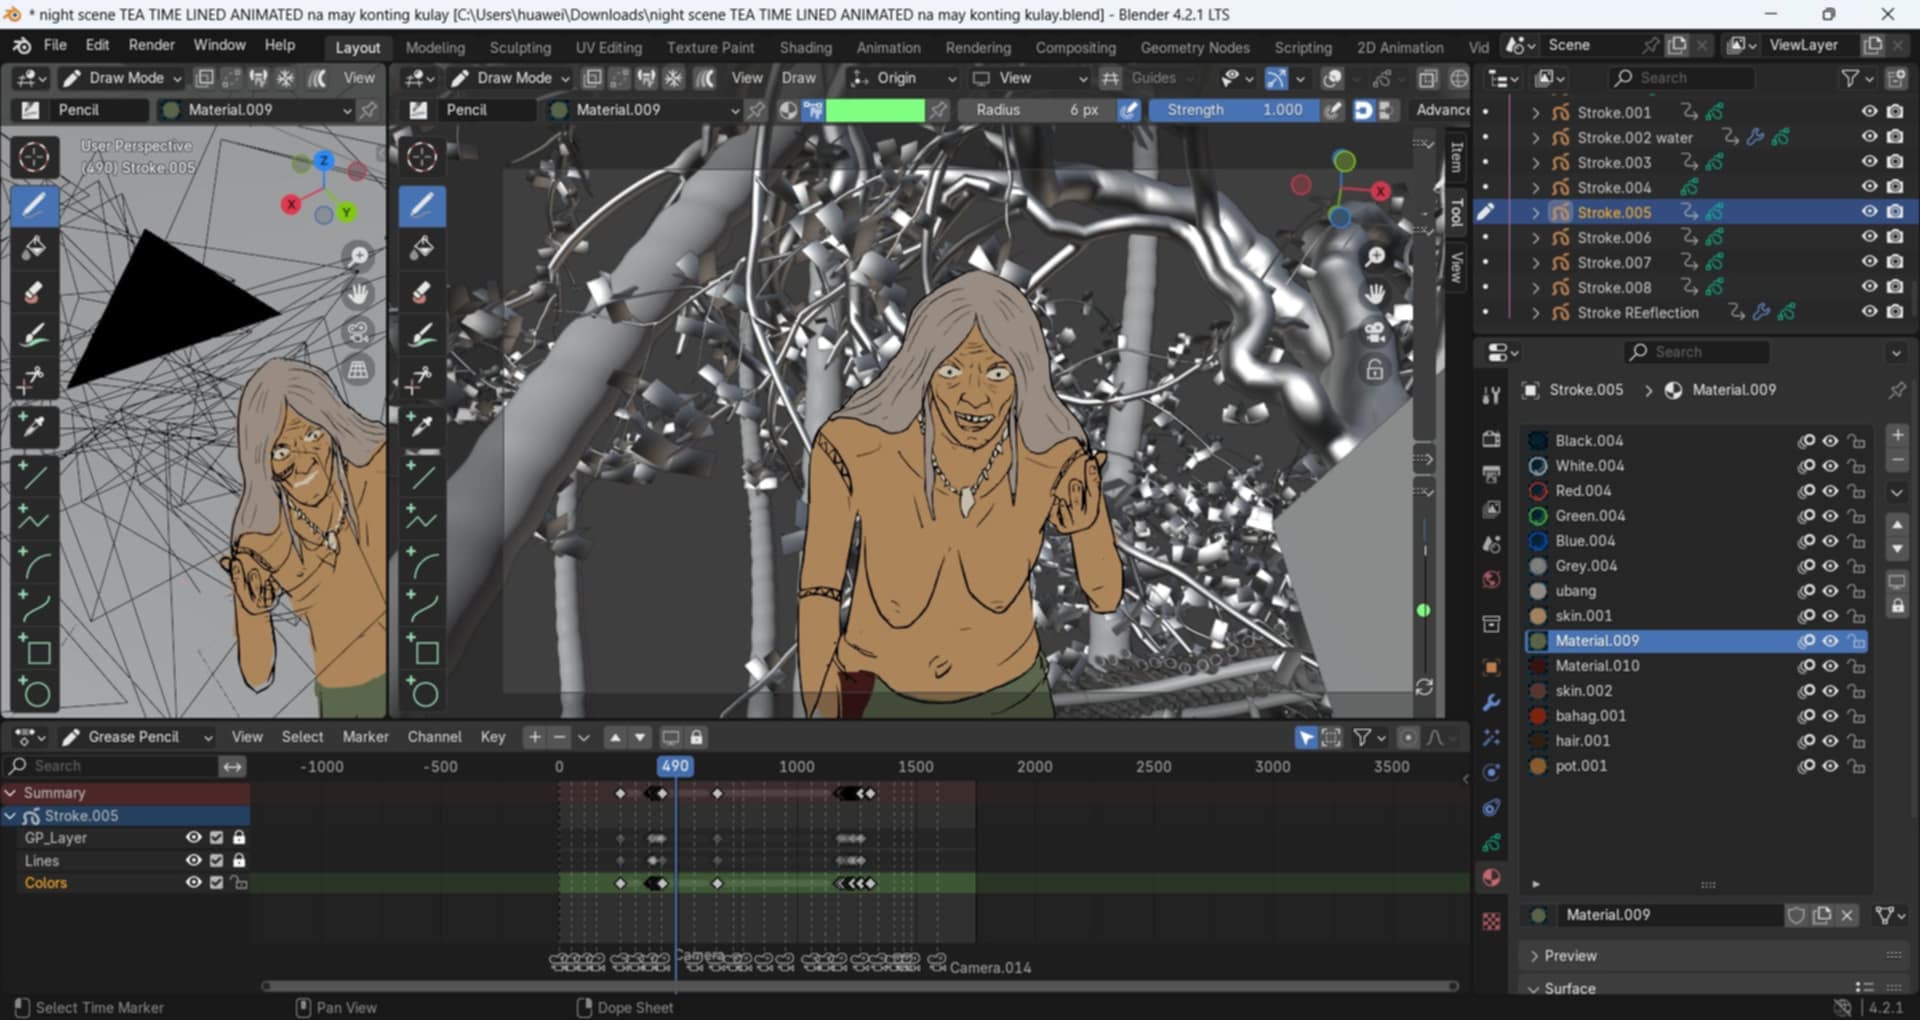 * night scene TEA TIME LINED ANIMATED na may konting kulay [C:\Users\huawei\Downloads\night scene TEA TIME LINED ANIMATED na may konting kulay.blend] - Blender 4.2.1 LTS
File Edit Render Window Help Layout Modeling Sculpting UV Editing Texture Paint Shading Animation Rendering Compositing Geometry Nodes Scripting 2D Animation Vid Scene ViewLayer
Draw Mode View Draw Mode View Draw Origin View Guides Search
Pencil Material.009 Pencil Material.009 Radius 6 px Strength 1.000 Advance
User Perspective
(490) Stroke.005
Z
X
Y
X
Item
Tool
View
Stroke.001
Stroke.002 water
Stroke.003
Stroke.004
Stroke.005
Stroke.006
Stroke.007
Stroke.008
Stroke REeflection
Search
Stroke.005 > Material.009
Black.004
White.004
Red.004
Green.004
Blue.004
Grey.004
ubang
skin.001
Material.009
Material.010
skin.002
bahag.001
hair.001
pot.001
Material.009
Preview
Surface
Grease Pencil View Select Marker Channel Key
Search -1000 -500 0 490 1000 1500 2000 2500 3000 3500
Summary
Stroke.005
GP_Layer
Lines
Colors
Camera
Camera.014
Select Time Marker Pan View Dope Sheet 4.2.1